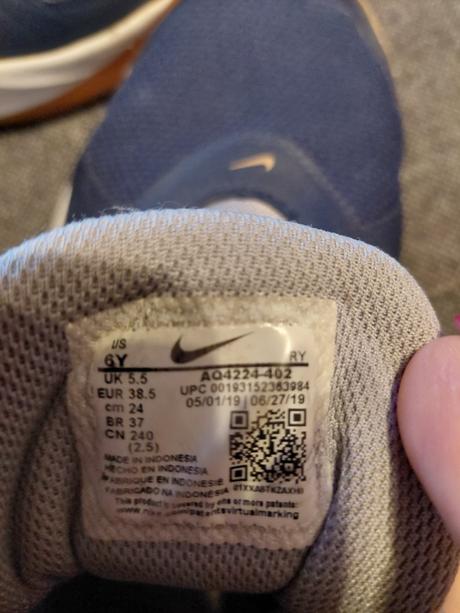 US
6Y RY
UK 5.5 AQ4224-402
EUR 38.5 UPC 00193152363984
cm 24 05/01/19 | 06/27/19
BR 37
CN 240
(2.5)
MADE IN INDONESIA
HECHO EN INDONESIA
FABRIQUE EN INDONESIE
FABRICADO NA INDONÉSIA
This product is covered by one or more patents: